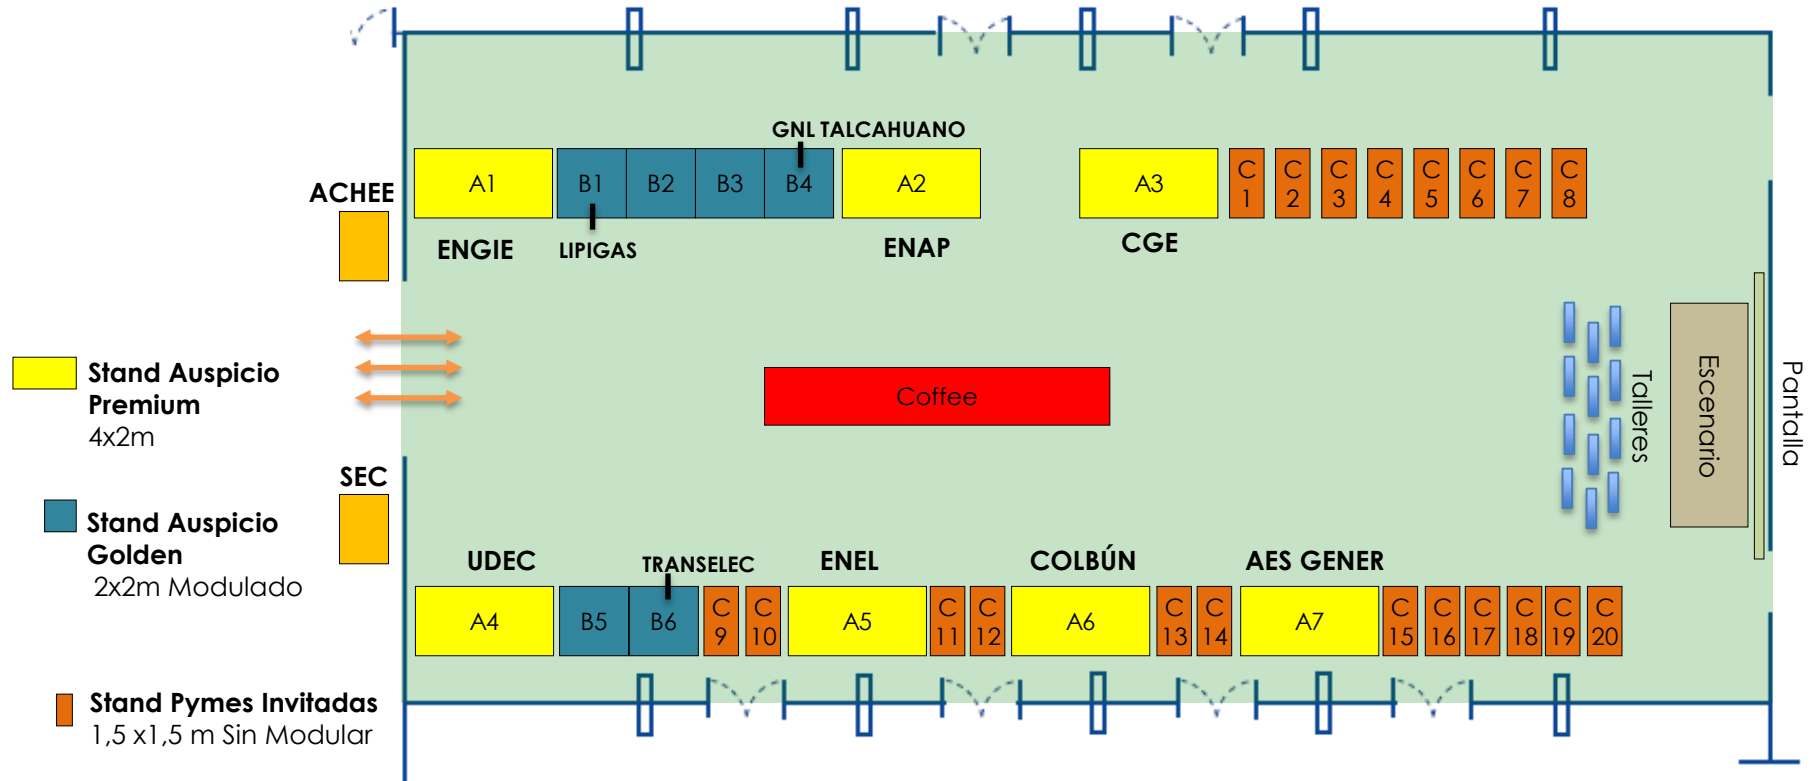 GNL TALCAHUANO
A1
B1
B2
B3
B4
A2
A3
C
1
C
2
C
3
C
4
C
5
C
6
C
7
C
8
ACHEE
ENGIE
LIPIGAS
ENAP
CGE
Stand Auspicio
Premium
4x2m
Coffee
Talleres
Escenario
Pantalla
SEC
Stand Auspicio
Golden
2x2m Modulado
UDEC
TRANSELEC
ENEL
COLBÚN
AES GENER
A4
B5
B6
C
9
C
10
A5
C
11
C
12
A6
C
13
C
14
A7
C
15
C
16
C
17
C
18
C
19
C
20
Stand Pymes Invitadas
1,5 x1,5 m Sin Modular